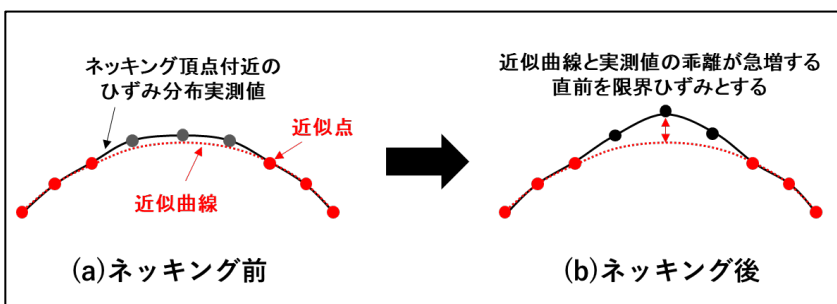 ネッキング頂点付近の
ひずみ分布実測値
近似点
近似曲線
(a)ネッキング前
近似曲線と実測値の乖離が急増する
直前を限界ひずみとする
(b)ネッキング後